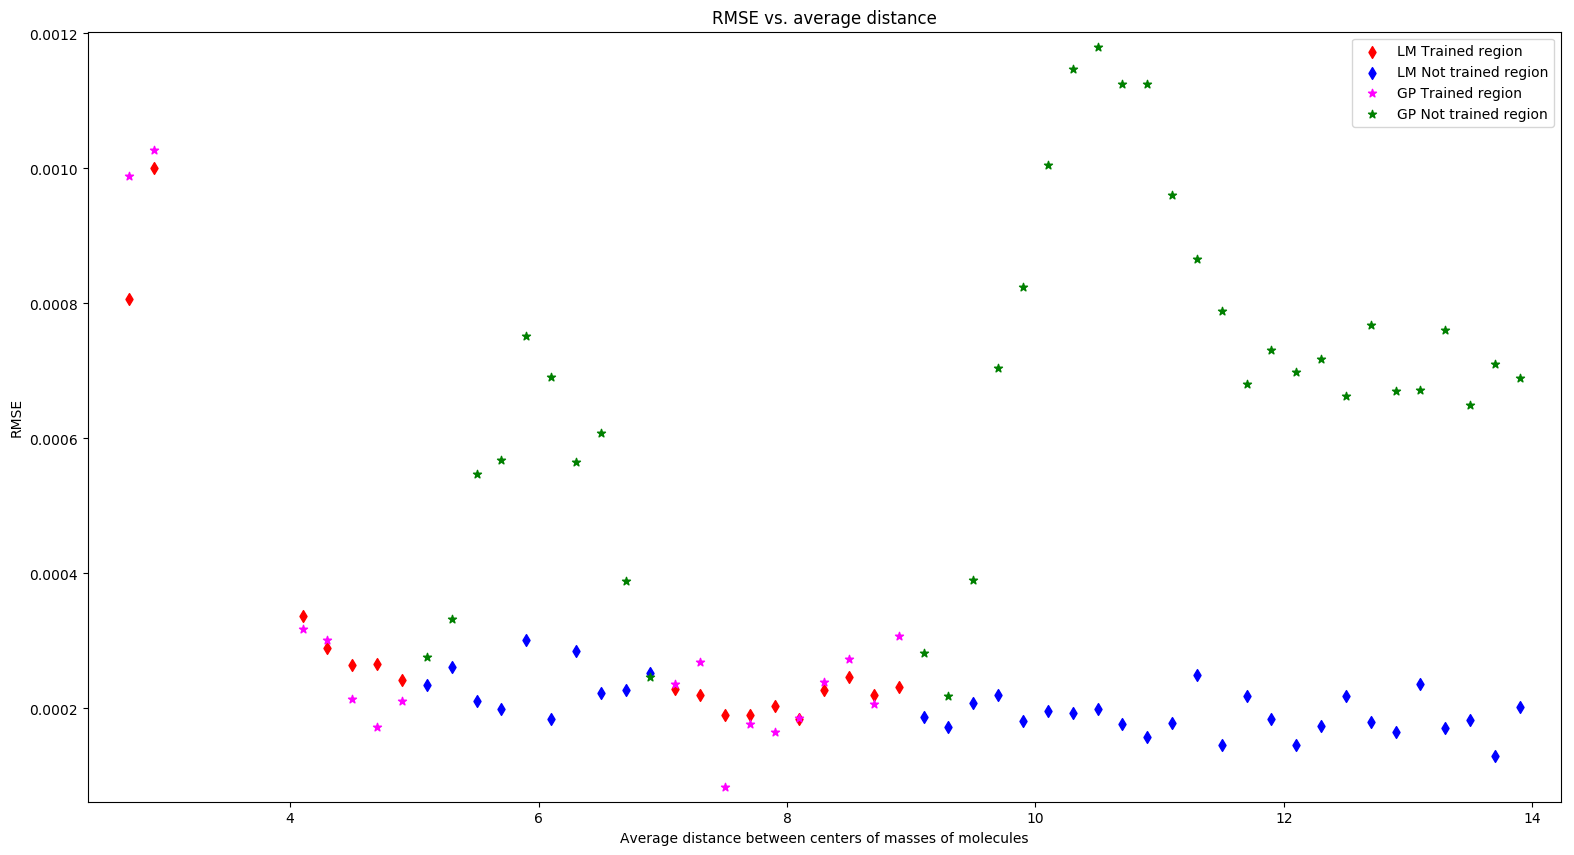 RMSE vs. average distance
0.0012
0.0010
0.0008
0.0006
0.0004
0.0002
RMSE
LM Trained region
LM Not trained region
GP Trained region
GP Not trained region
4 6 8 10 12 14
Average distance between centers of masses of molecules